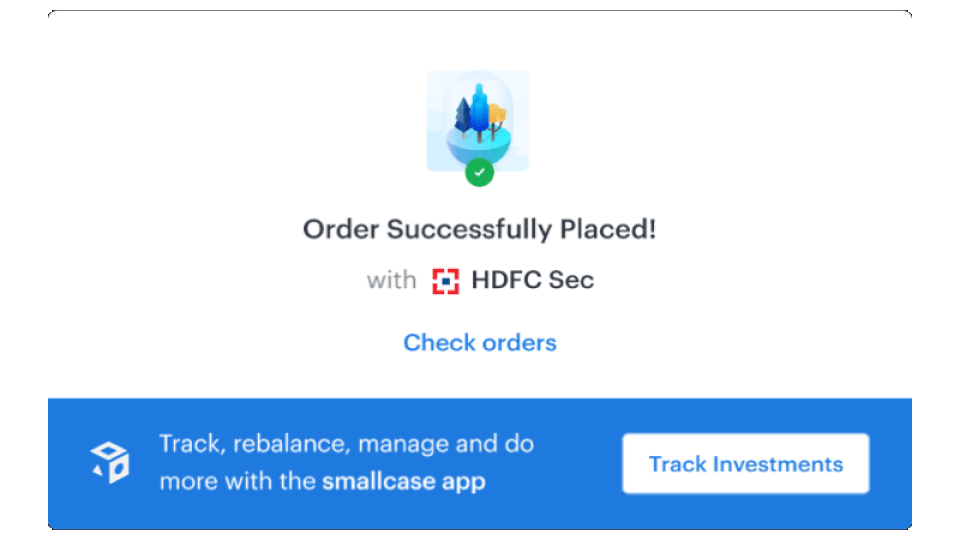 Order Successfully Placed!
with HDFC Sec
Check orders
Track, rebalance, manage and do
more with the smallcase app
Track Investments